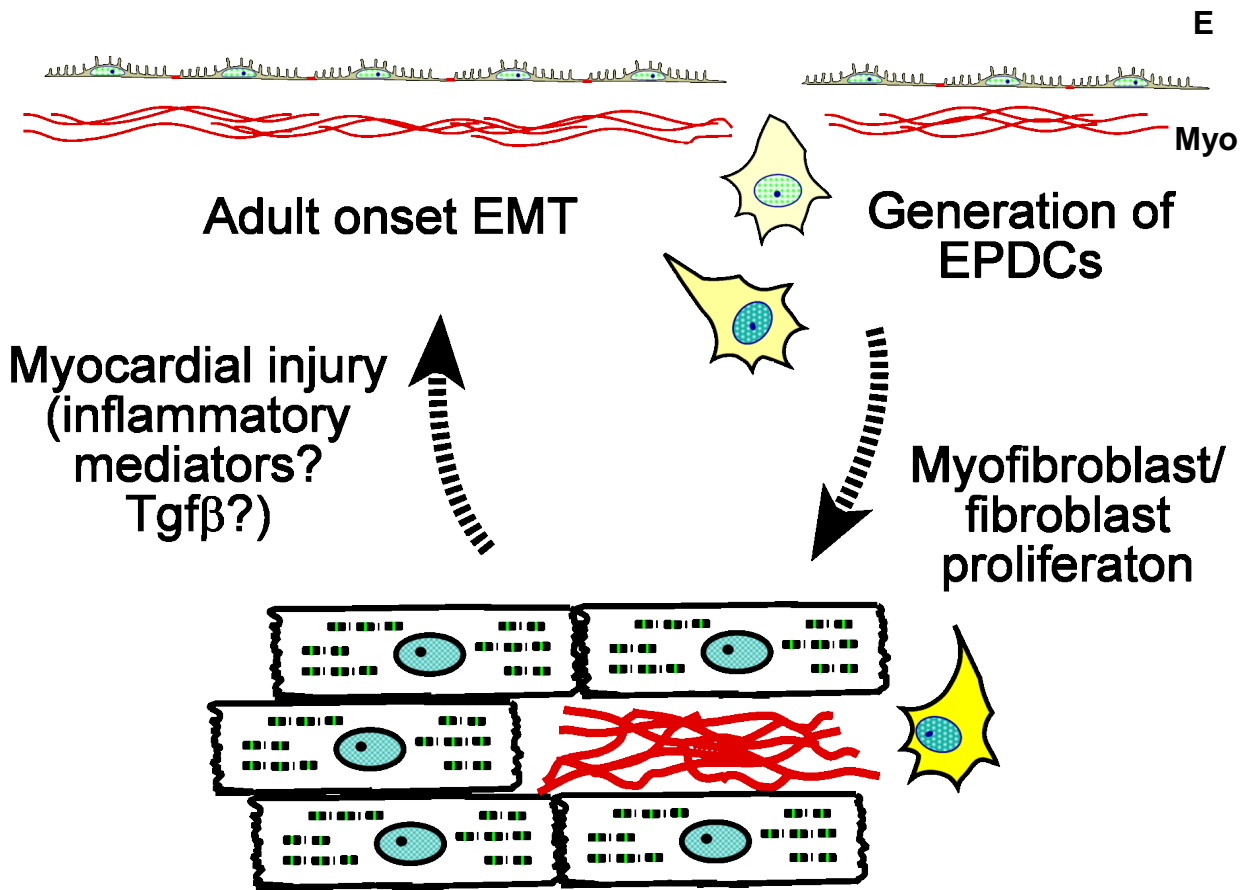 E
Myo
Adult onset EMT
Generation of
EPDCs
Myocardial injury
(inflammatory
mediators?
Tgfβ?)
Myofibroblast/
fibroblast
proliferaton